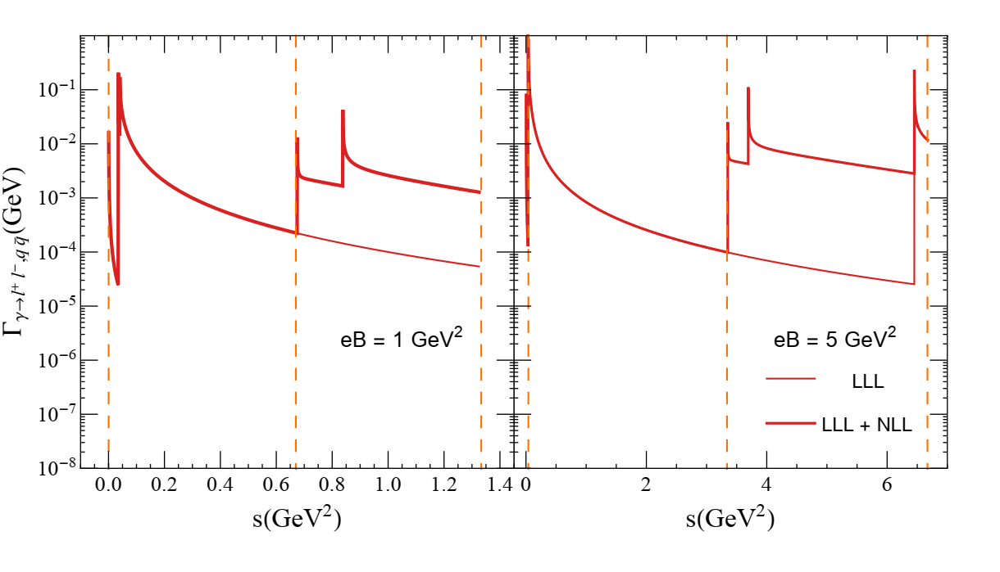 Γγ→l⁺ l⁻,q q̄(GeV)
10⁻¹
10⁻²
10⁻³
10⁻⁴
10⁻⁵
10⁻⁶
10⁻⁷
10⁻⁸
eB = 1 GeV²
eB = 5 GeV²
LLL
LLL + NLL
0.0 0.2 0.4 0.6 0.8 1.0 1.2 1.4 0 2 4 6
s(GeV²) s(GeV²)